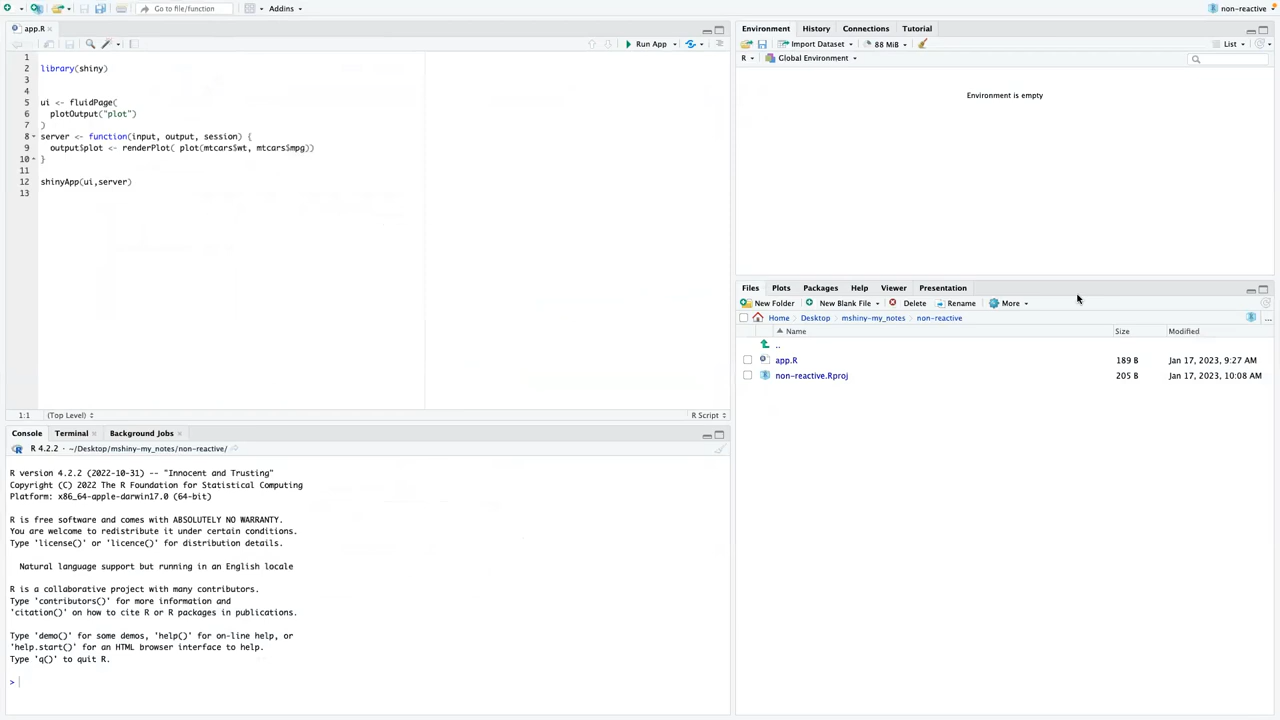 Go to file/function Addins non-reactive
app.R
Run App
1
2 library(shiny)
3
4
5 ui <- fluidPage(
6 plotOutput("plot")
7 )
8 server <- function(input, output, session) {
9 output$plot <- renderPlot( plot(mtcars$wt, mtcars$mpg))
10 }
11
12 shinyApp(ui,server)
13
1:1 (Top Level) R Script
Console Terminal Background Jobs
R 4.2.2 · ~/Desktop/mshiny-my_notes/non-reactive/
R version 4.2.2 (2022-10-31) -- "Innocent and Trusting"
Copyright (C) 2022 The R Foundation for Statistical Computing
Platform: x86_64-apple-darwin17.0 (64-bit)
R is free software and comes with ABSOLUTELY NO WARRANTY.
You are welcome to redistribute it under certain conditions.
Type 'license()' or 'licence()' for distribution details.
Natural language support but running in an English locale
R is a collaborative project with many contributors.
Type 'contributors()' for more information and
'citation()' on how to cite R or R packages in publications.
Type 'demo()' for some demos, 'help()' for on-line help, or
'help.start()' for an HTML browser interface to help.
Type 'q()' to quit R.
>
Environment History Connections Tutorial
Import Dataset 88 MiB List
R Global Environment
Environment is empty
Files Plots Packages Help Viewer Presentation
New Folder New Blank File Delete Rename More
Home Desktop mshiny-my_notes non-reactive
Name Size Modified
..
app.R 189 B Jan 17, 2023, 9:27 AM
non-reactive.Rproj 205 B Jan 17, 2023, 10:08 AM